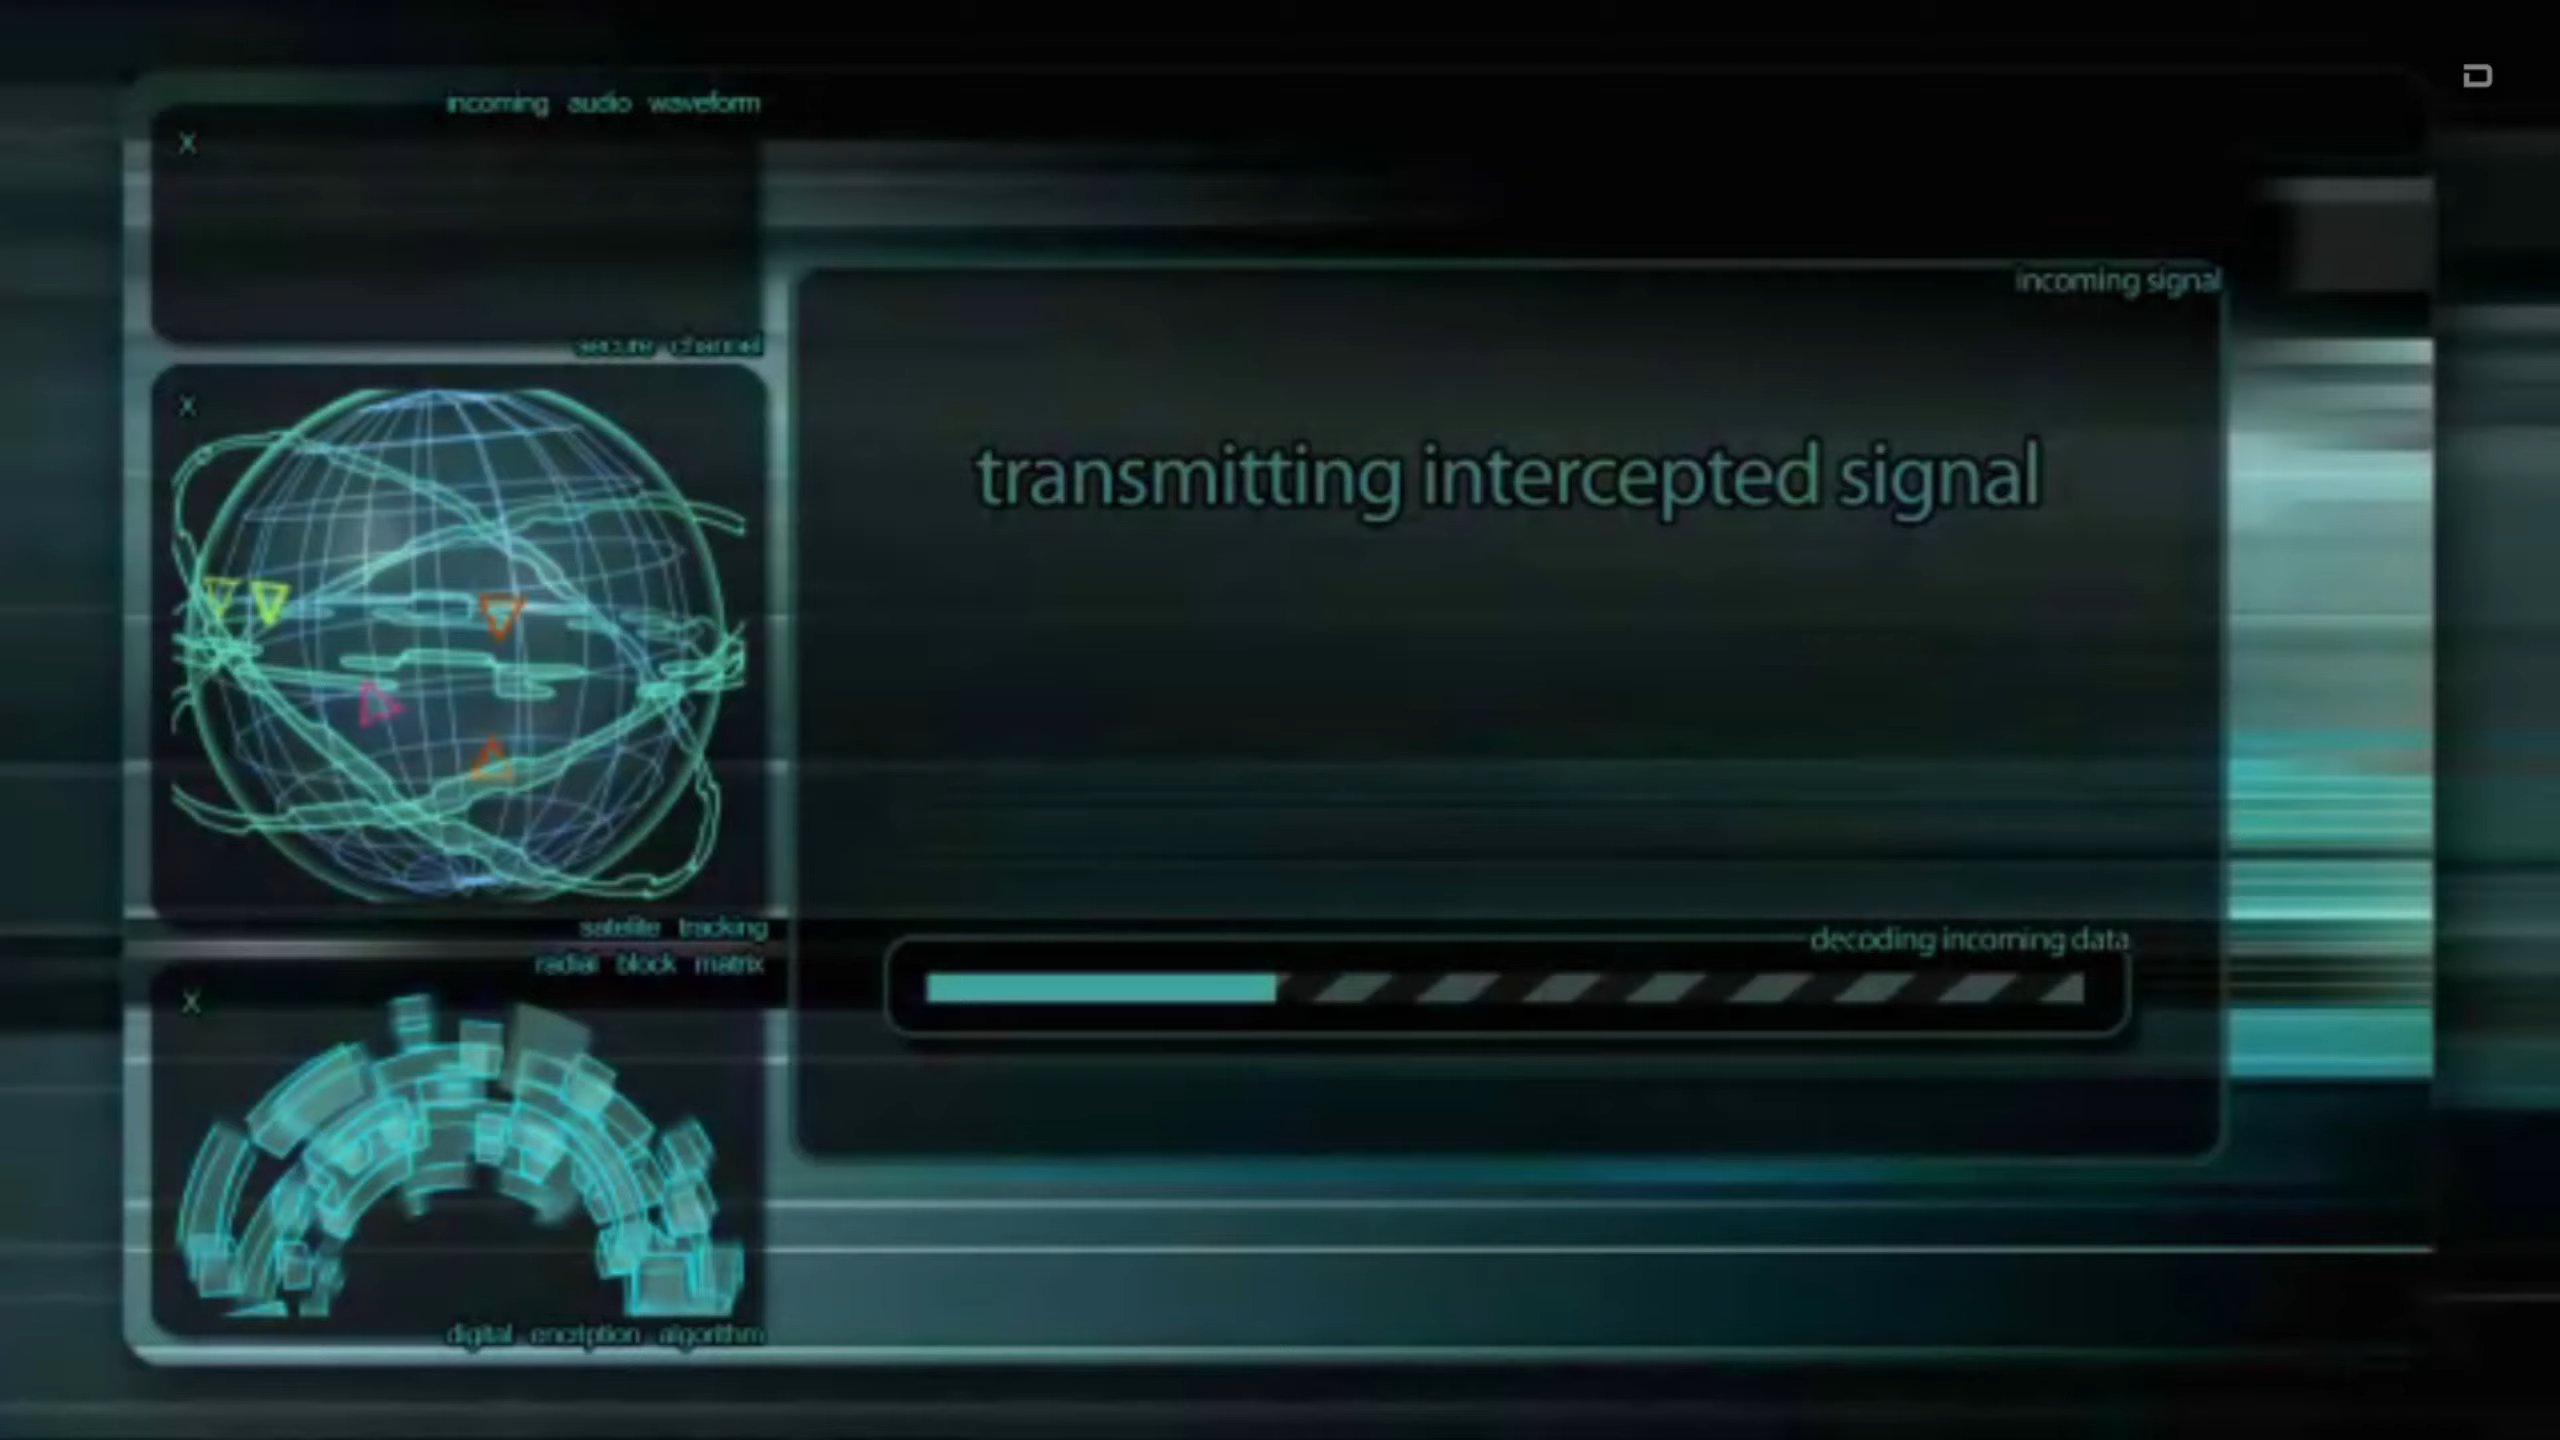 incoming audio waveform
X
secure channel
X
satelite tracking
radial block matrix
X
digital encription algorithm
incoming signal
transmitting intercepted signal
decoding incoming data
D